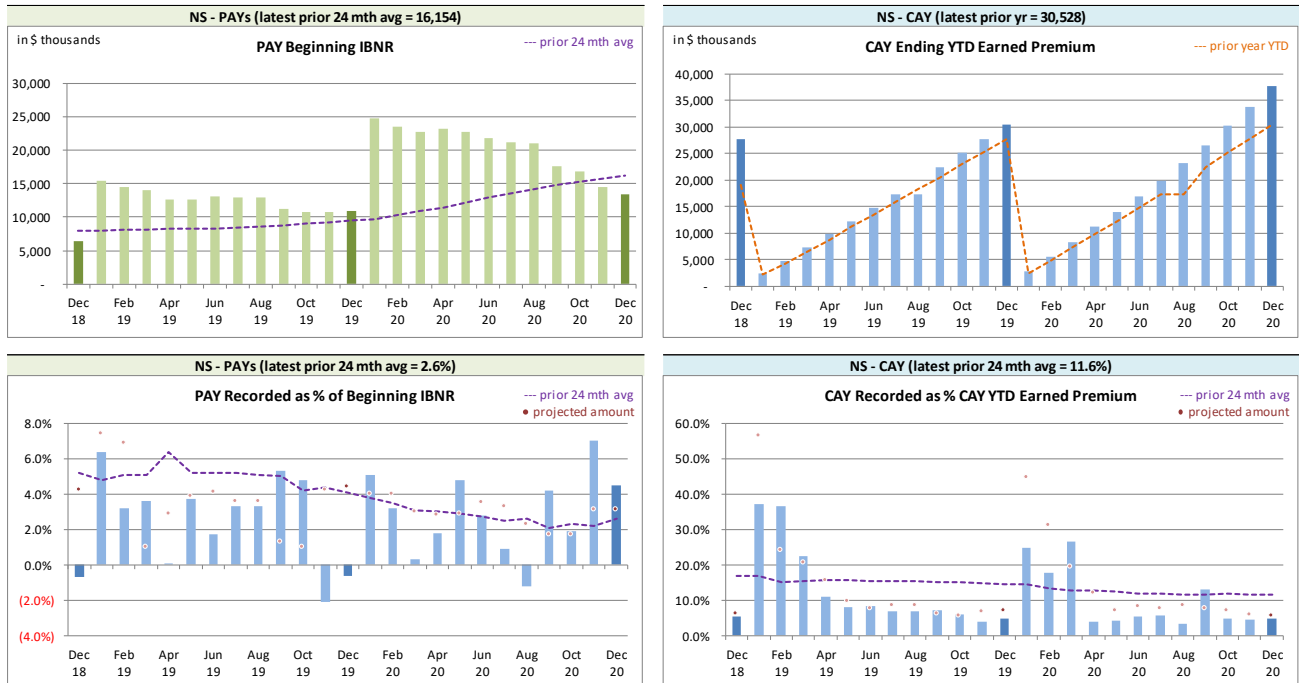 NS - PAYs (latest prior 24 mth avg = 16,154)
in $ thousands
PAY Beginning IBNR
--- prior 24 mth avg
30,000
25,000
20,000
15,000
10,000
5,000
-
Dec Feb Apr Jun Aug Oct Dec Feb Apr Jun Aug Oct Dec
18 19 19 19 19 19 19 20 20 20 20 20 20
NS - CAY (latest prior yr = 30,528)
in $ thousands
CAY Ending YTD Earned Premium
--- prior year YTD
40,000
35,000
30,000
25,000
20,000
15,000
10,000
5,000
-
Dec Feb Apr Jun Aug Oct Dec Feb Apr Jun Aug Oct Dec
18 19 19 19 19 19 19 20 20 20 20 20 20
NS - PAYs (latest prior 24 mth avg = 2.6%)
PAY Recorded as % of Beginning IBNR
--- prior 24 mth avg
• projected amount
8.0%
6.0%
4.0%
2.0%
0.0%
(2.0%)
(4.0%)
Dec Feb Apr Jun Aug Oct Dec Feb Apr Jun Aug Oct Dec
18 19 19 19 19 19 19 20 20 20 20 20 20
NS - CAY (latest prior 24 mth avg = 11.6%)
CAY Recorded as % CAY YTD Earned Premium
--- prior 24 mth avg
• projected amount
60.0%
50.0%
40.0%
30.0%
20.0%
10.0%
0.0%
Dec Feb Apr Jun Aug Oct Dec Feb Apr Jun Aug Oct Dec
18 19 19 19 19 19 19 20 20 20 20 20 20